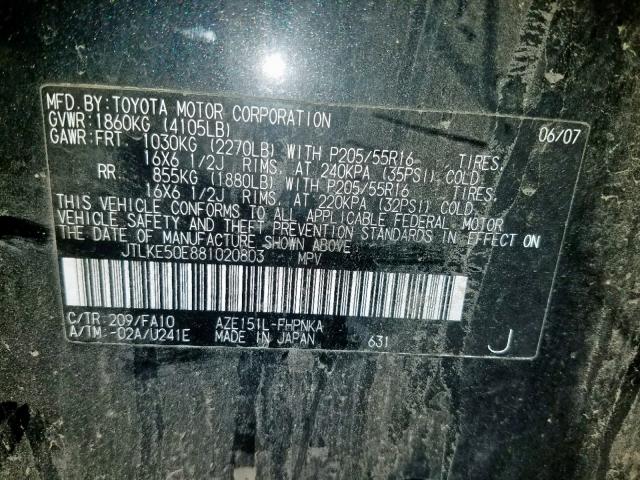 MFD. BY: TOYOTA MOTOR CORPORATION 06/07
GVWR: 1860KG (4105LB)
GAWR: FRT 1030KG (2270LB) WITH P205/55R16 TIRES,
16X6 1/2J RIMS, AT 240KPA (35PSI) COLD.
RR 855KG (1880LB) WITH P205/55R16 TIRES,
16X6 1/2J RIMS, AT 220KPA (32PSI) COLD.
THIS VEHICLE CONFORMS TO ALL APPLICABLE FEDERAL MOTOR
VEHICLE SAFETY AND THEFT PREVENTION STANDARDS IN EFFECT ON
THE DATE OF MANUFACTURE SHOWN ABOVE.
JTLKE50E881020803 MPV
C/TR: 209/FA10 AZE151L-FHPNKA
A/TM: -02A/U241E MADE IN JAPAN 631 J